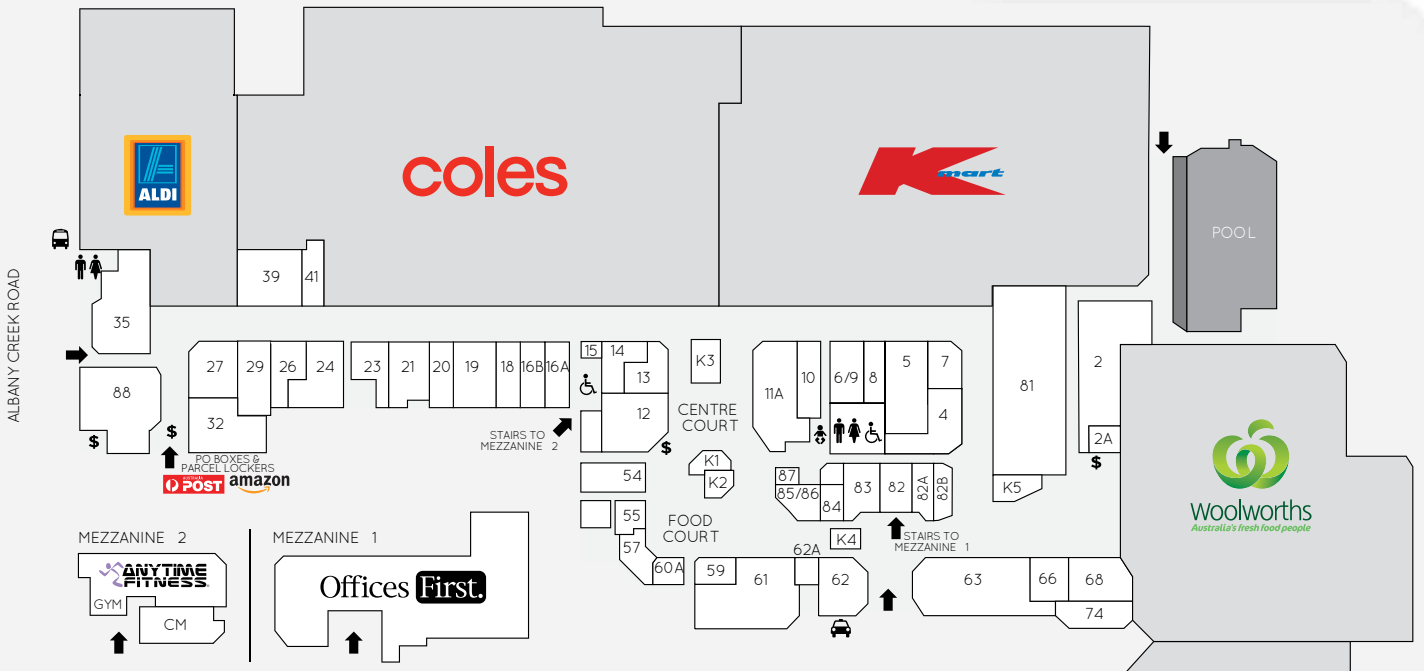 ALDI
coles
Kmart
POOL
ALBANY CREEK ROAD
39
41
35
88
$
27
29
26
24
32
$
PO BOXES &
PARCEL LOCKERS
AUSTRALIA
POST
amazon
23
21
20
19
18
16B
16A
STAIRS TO
MEZZANINE 2
15
14
13
12
$
K3
CENTRE
COURT
K1
K2
54
55
57
60A
FOOD
COURT
11A
10
6/9
8
5
7
4
87
85/86
84
83
82
82A
82B
K4
STAIRS TO
MEZZANINE 1
59
61
62A
62
63
66
68
74
81
K5
2
2A
$
Woolworths
Australia's fresh food people
MEZZANINE 2
ANYTIME
FITNESS
GYM
CM
MEZZANINE 1
Offices First.